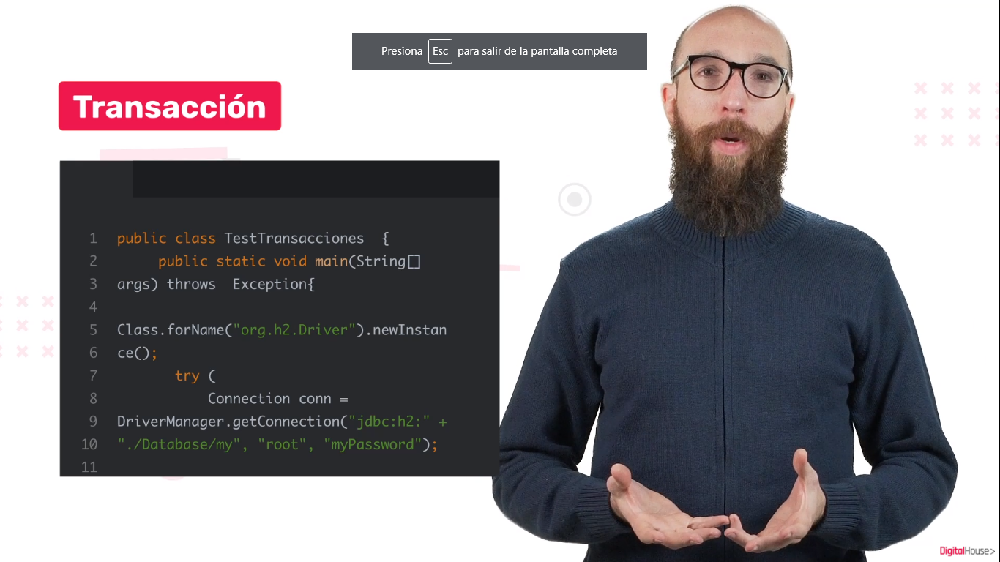 Presiona Esc para salir de la pantalla completa
Transacción
1 public class TestTransacciones {
2 public static void main(String[]
3 args) throws Exception{
4
5 Class.forName("org.h2.Driver").newInstan
6 ce();
7 try (
8 Connection conn =
9 DriverManager.getConnection("jdbc:h2:" +
10 "./Database/my", "root", "myPassword");
11
DigitalHouse>